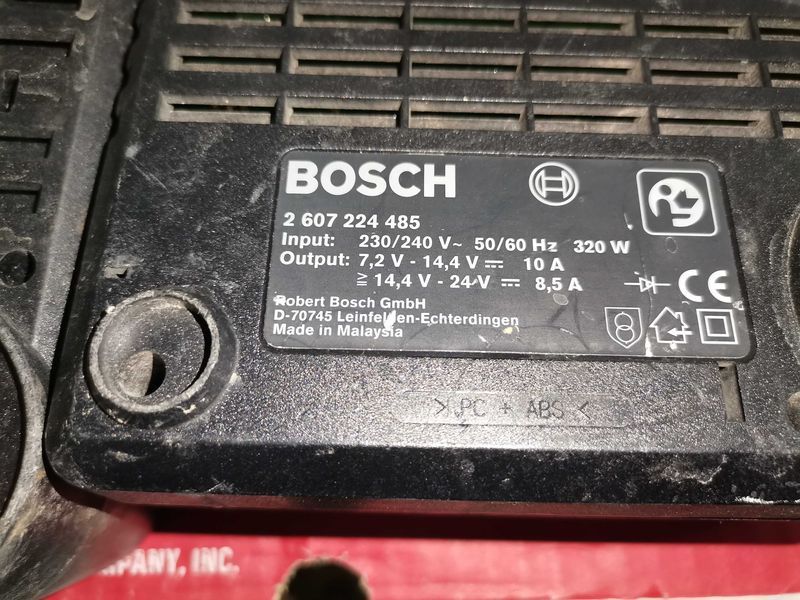 BOSCH
2 607 224 485
Input: 230/240 V~ 50/60 Hz 320 W
Output: 7,2 V - 14,4 V ⎓ 10 A
≧ 14,4 V - 24 V ⎓ 8,5 A
Robert Bosch GmbH
D-70745 Leinfelden-Echterdingen
Made in Malaysia
CE
>PC + ABS<
PANY, INC.